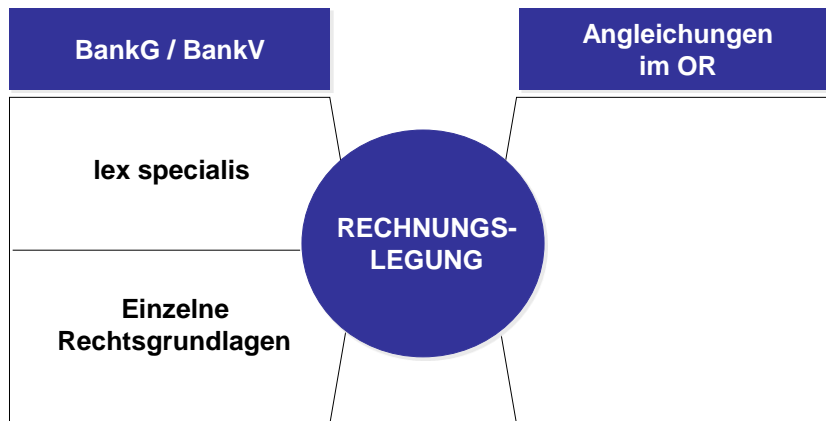 BankG / BankV
Angleichungen
im OR
lex specialis
RECHNUNGS-
LEGUNG
Einzelne
Rechtsgrundlagen